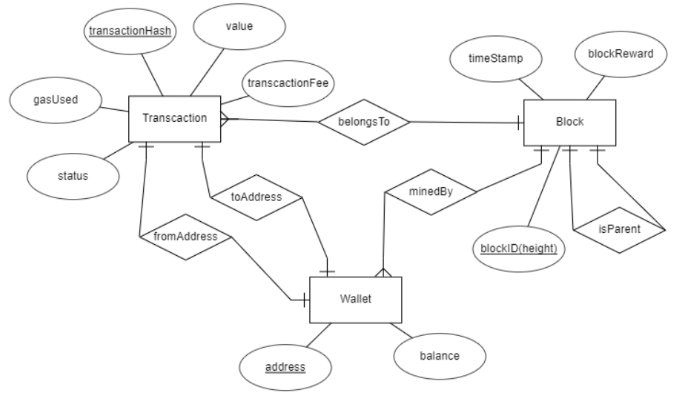 transactionHash
value
timeStamp
blockReward
gasUsed
transcactionFee
Transcaction
belongsTo
Block
status
toAddress
minedBy
fromAddress
isParent
blockID(height)
Wallet
address
balance